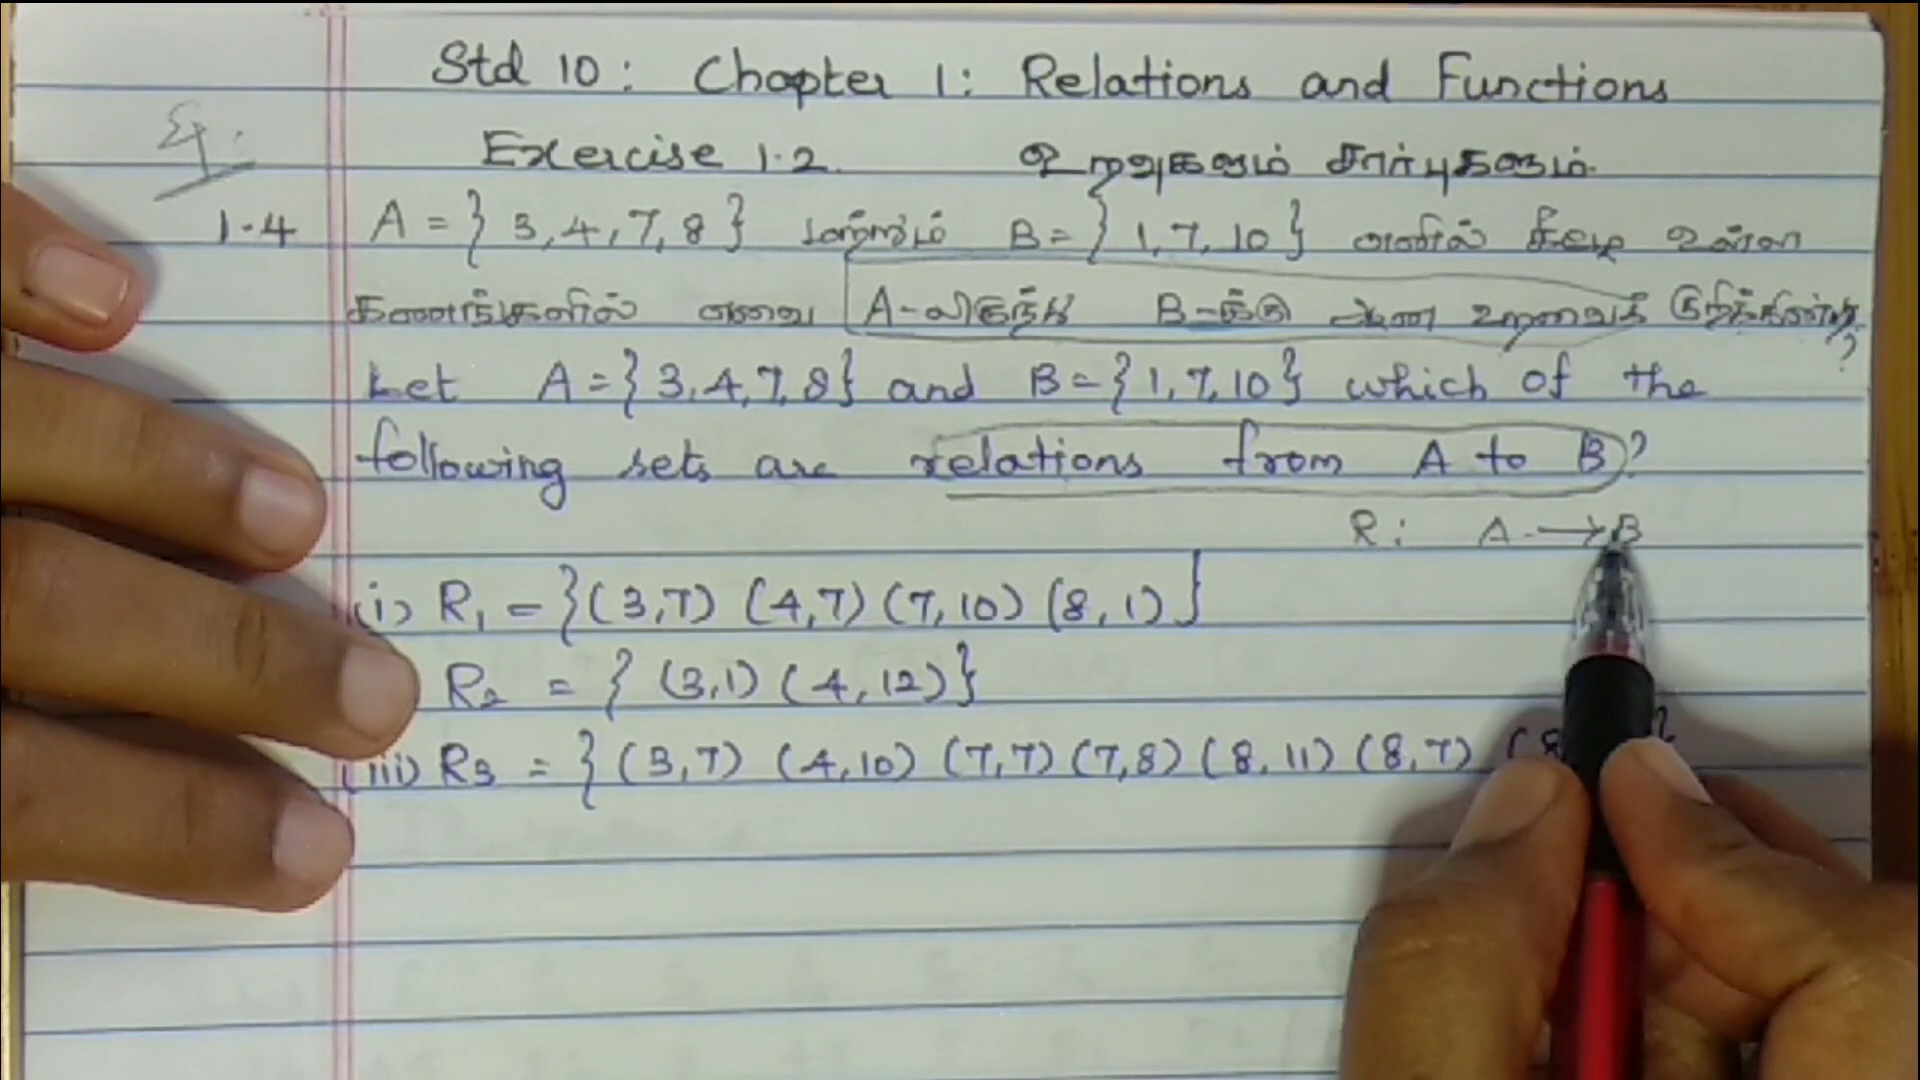 Std 10: Chapter 1: Relations and Functions
Exercise 1.2. உறவுகளும் சார்புகளும்.
1.4 A = { 3, 4, 7, 8 } மற்றும் B = { 1, 7, 10 } எனில் கீழே உள்ள
கணங்களில் எவை A-லிருந்து B-க்கு ஆன உறவைக் குறிக்கின்றன?
Let A = { 3, 4, 7, 8 } and B = { 1, 7, 10 } which of the
following sets are relations from A to B?
R: A → B
(i) R1 = { (3,7) (4,7) (7,10) (8,1) }
R2 = { (3,1) (4,12) }
(iii) R3 = { (3,7) (4,10) (7,7) (7,8) (8,11) (8,7) (8 }